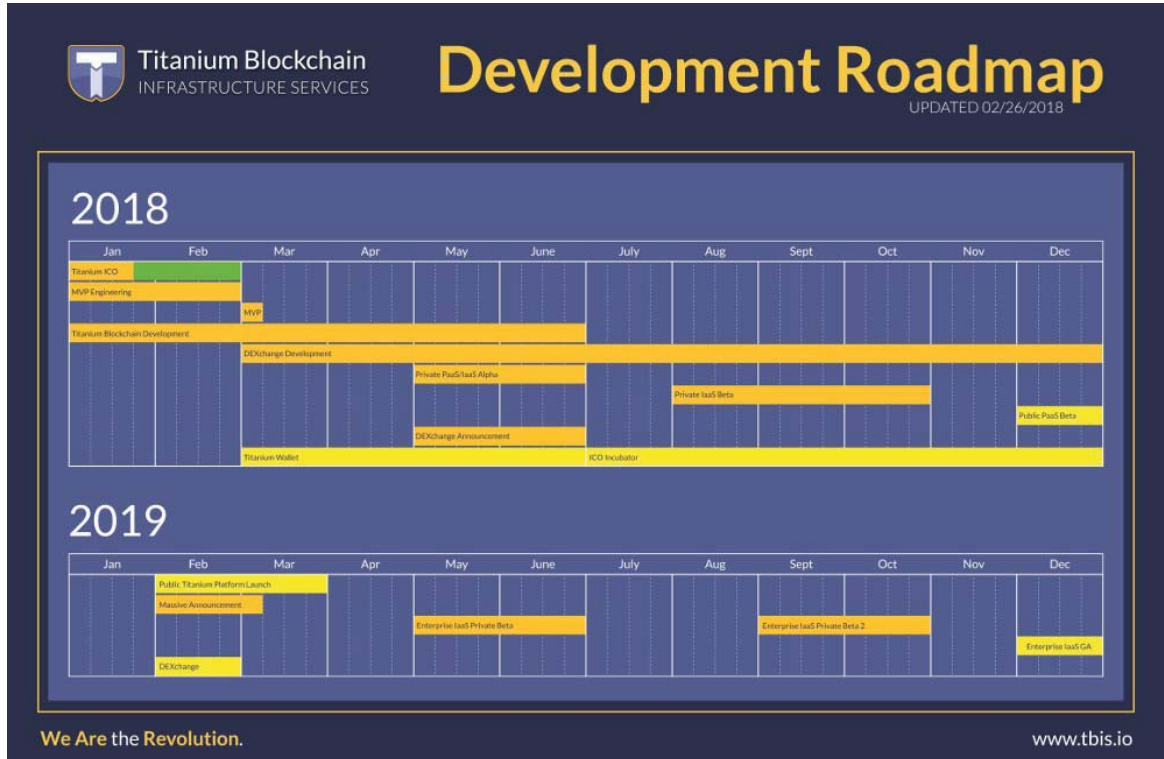 Titanium Blockchain
INFRASTRUCTURE SERVICES
Development Roadmap
UPDATED 02/26/2018
2018
Jan Feb Mar Apr May June July Aug Sept Oct Nov Dec
Titanium ICO
MVP Engineering
MVP
Titanium Blockchain Development
DEXchange Development
Private PaaS/IaaS Alpha
Private IaaS Beta
Public PaaS Beta
DEXchange Announcement
Titanium Wallet ICO Incubator
2019
Jan Feb Mar Apr May June July Aug Sept Oct Nov Dec
Public Titanium Platform Launch
Massive Announcement
Enterprise IaaS Private Beta Enterprise IaaS Private Beta 2
Enterprise IaaS GA
DEXchange
We Are the Revolution.
www.tbis.io